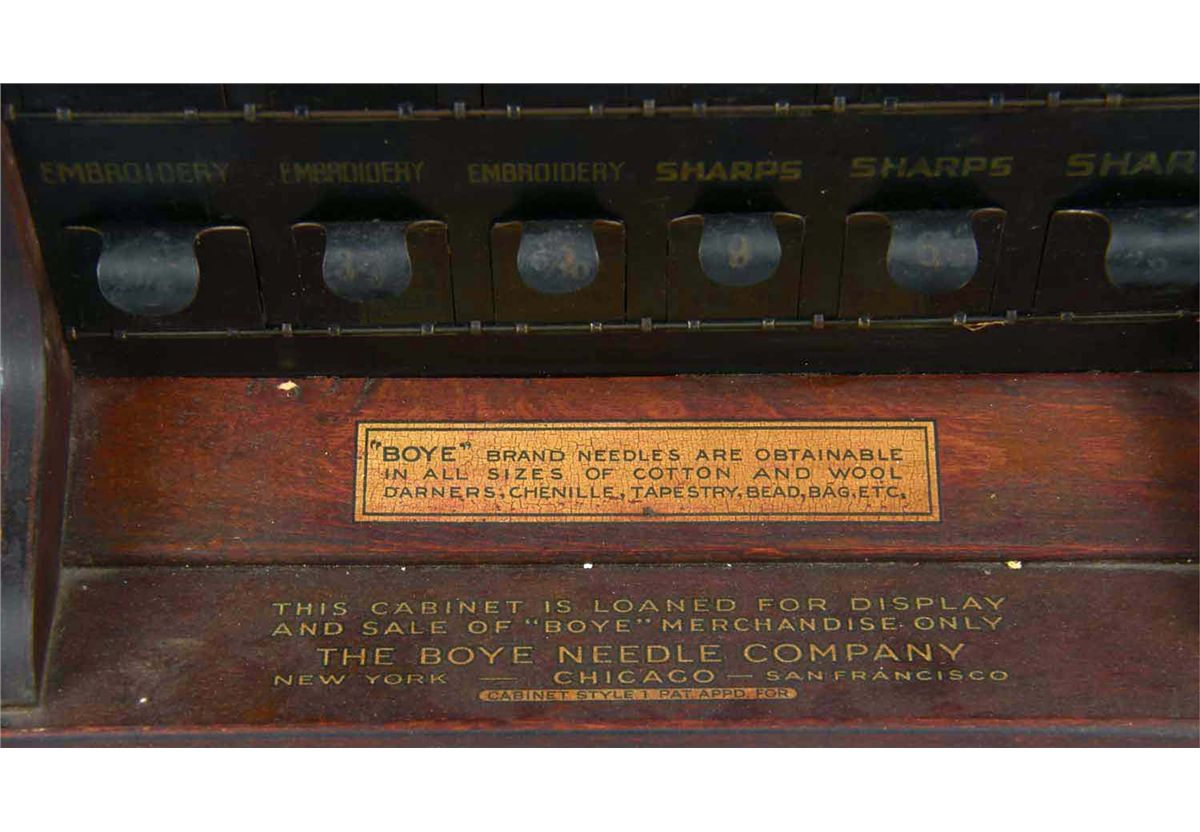 EMBROIDERY EMBROIDERY EMBROIDERY SHARPS SHARPS SHARP
"BOYE" BRAND NEEDLES ARE OBTAINABLE
IN ALL SIZES OF COTTON AND WOOL
DARNERS, CHENILLE, TAPESTRY, BEAD, BAG, ETC.
THIS CABINET IS LOANED FOR DISPLAY
AND SALE OF "BOYE" MERCHANDISE ONLY
THE BOYE NEEDLE COMPANY
NEW YORK — CHICAGO — SAN FRANCISCO
CABINET STYLE 1 PAT. APPD. FOR